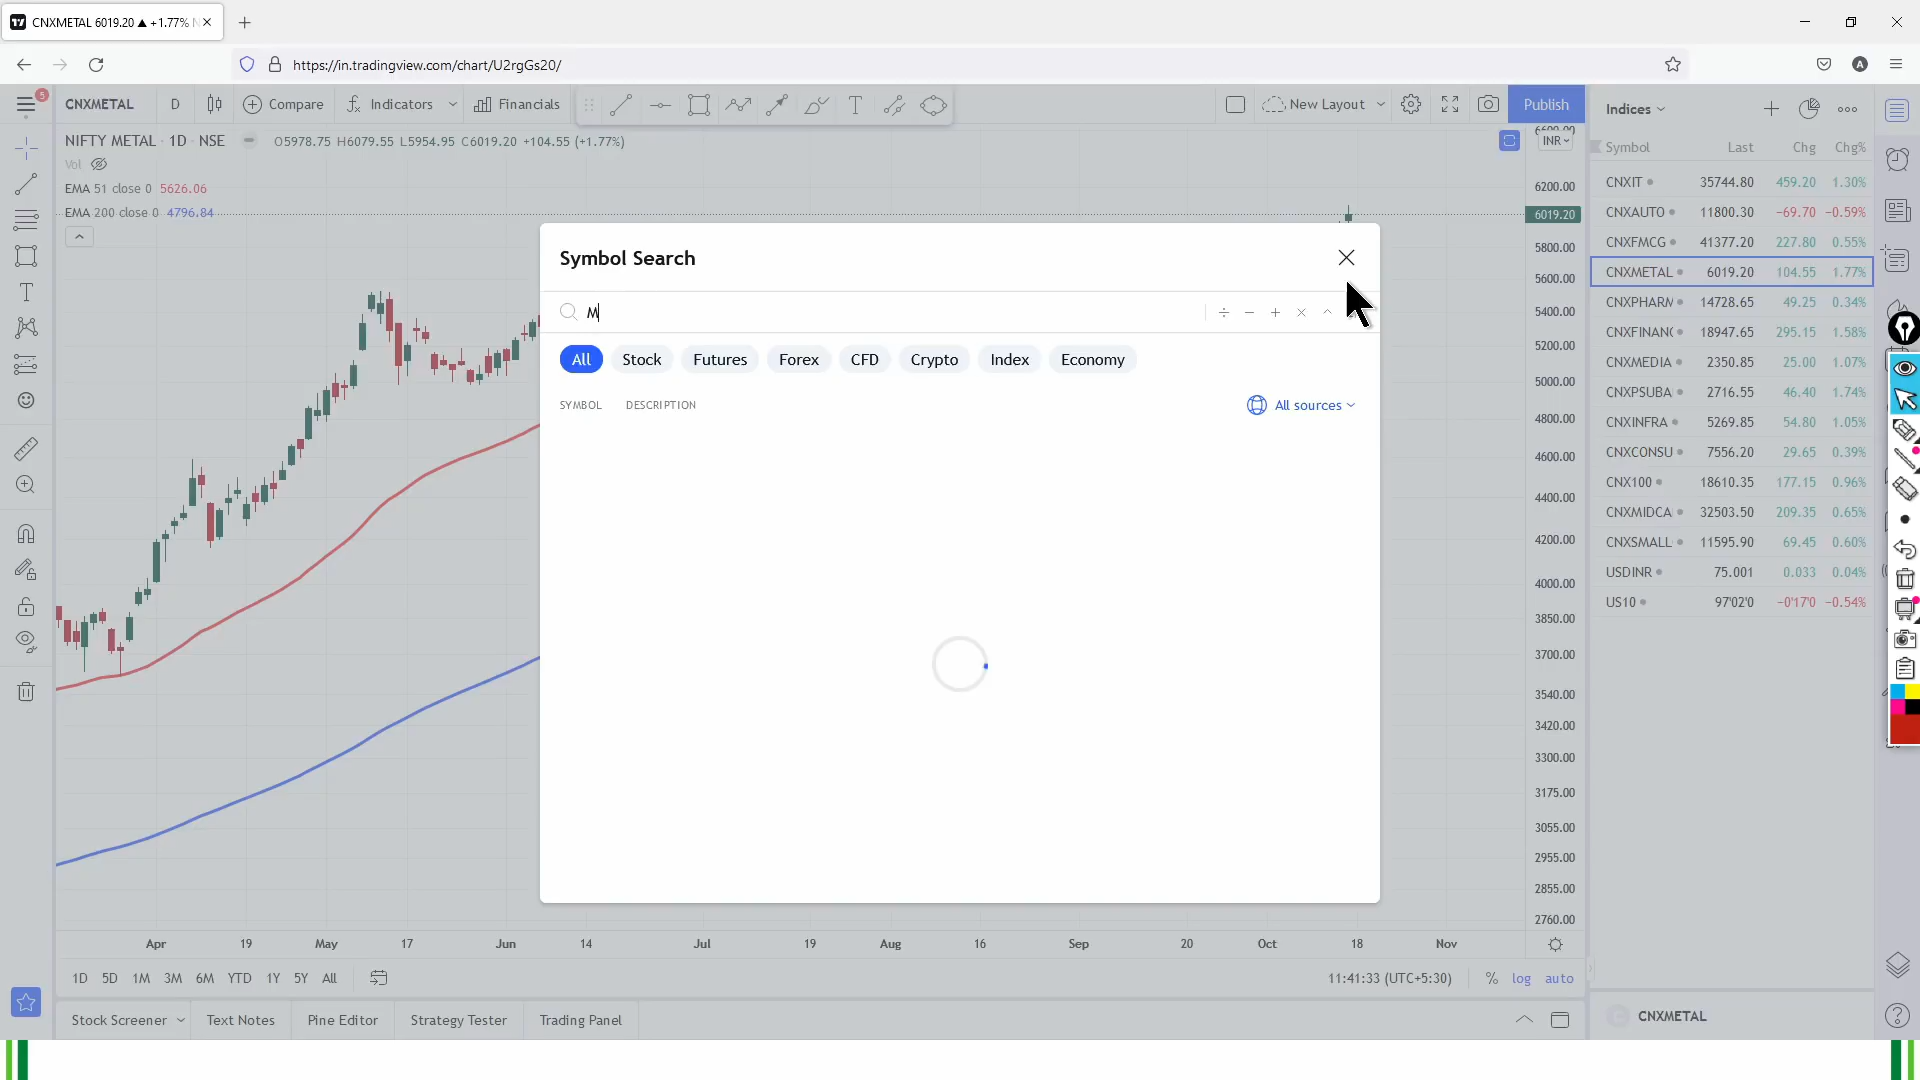 CNXMETAL 6019.20 ▲ +1.77%
https://in.tradingview.com/chart/U2rgGs20/
A
5
CNXMETAL D Compare Indicators Financials New Layout Publish
NIFTY METAL · 1D · NSE O5978.75 H6079.55 L5954.95 C6019.20 +104.55 (+1.77%)
Vol
EMA 51 close 0 5626.06
EMA 200 close 0 4796.84
INR
6600.00
6200.00
6019.20
5800.00
5600.00
5400.00
5200.00
5000.00
4800.00
4600.00
4400.00
4200.00
4000.00
3850.00
3700.00
3540.00
3420.00
3300.00
3175.00
3055.00
2955.00
2855.00
2760.00
Symbol Search
M
All Stock Futures Forex CFD Crypto Index Economy
SYMBOL DESCRIPTION All sources
Apr 19 May 17 Jun 14 Jul 19 Aug 16 Sep 20 Oct 18 Nov
1D 5D 1M 3M 6M YTD 1Y 5Y All 11:41:33 (UTC+5:30) % log auto
Stock Screener Text Notes Pine Editor Strategy Tester Trading Panel
Indices
Symbol Last Chg Chg%
CNXIT 35744.80 459.20 1.30%
CNXAUTO 11800.30 −69.70 −0.59%
CNXFMCG 41377.20 227.80 0.55%
CNXMETAL 6019.20 104.55 1.77%
CNXPHARM 14728.65 49.25 0.34%
CNXFINANC 18947.65 295.15 1.58%
CNXMEDIA 2350.85 25.00 1.07%
CNXPSUBA 2716.55 46.40 1.74%
CNXINFRA 5269.85 54.80 1.05%
CNXCONSU 7556.20 29.65 0.39%
CNX100 18610.35 177.15 0.96%
CNXMIDCA 32503.50 209.35 0.65%
CNXSMALL 11595.90 69.45 0.60%
USDINR 75.001 0.033 0.04%
US10 97'02'0 −0'17'0 −0.54%
CNXMETAL